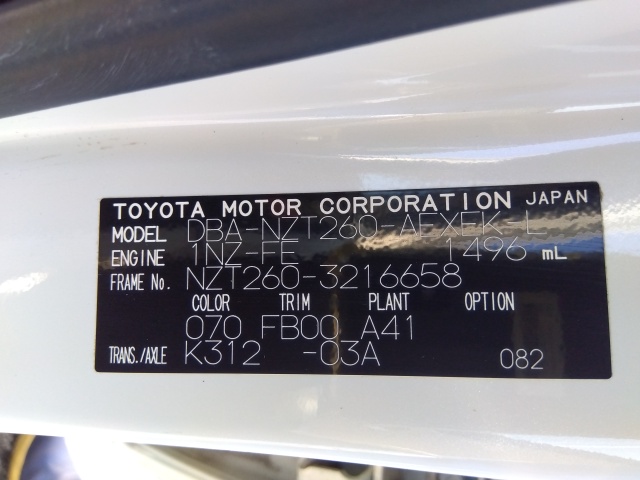 TOYOTA MOTOR CORPORATION JAPAN
MODEL DBA-NZT260-AEXEK-L
ENGINE 1NZ-FE 1496 mL
FRAME No. NZT260-3216658
COLOR TRIM PLANT OPTION
070 FB00 A41
TRANS./AXLE K312 -03A 082